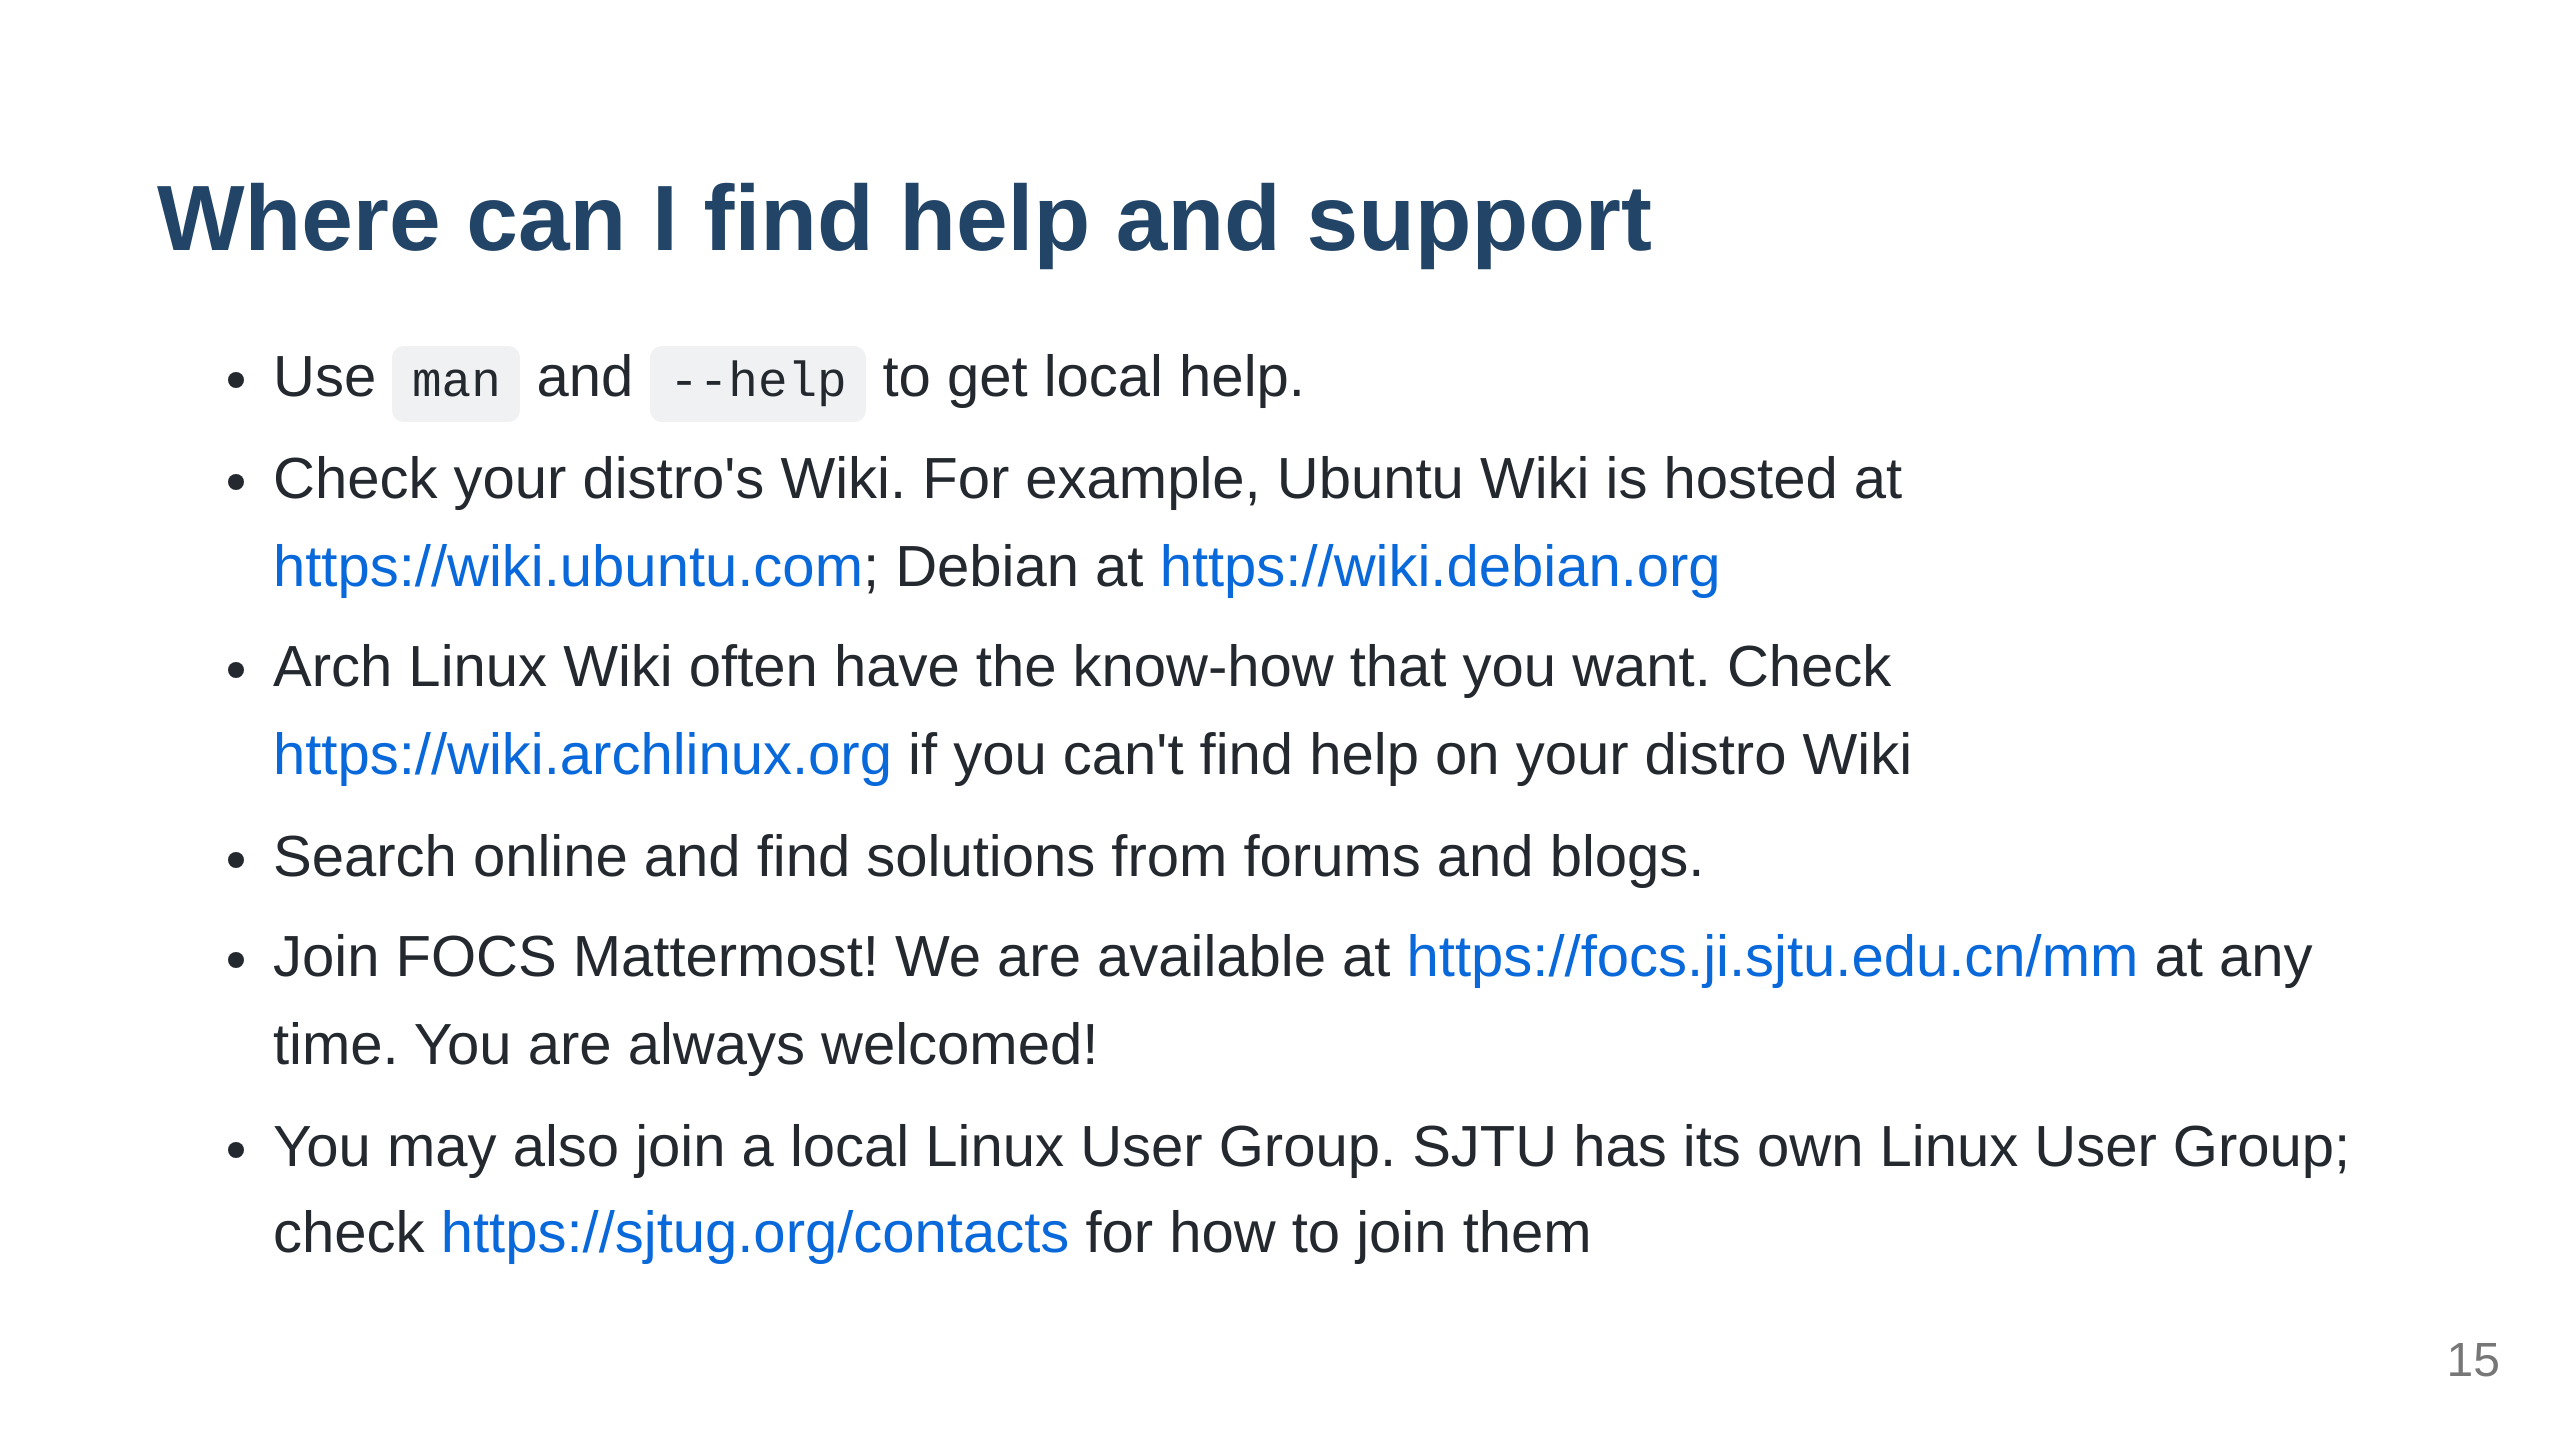 Where can I find help and support
• Use man and --help to get local help.
• Check your distro's Wiki. For example, Ubuntu Wiki is hosted at
https://wiki.ubuntu.com; Debian at https://wiki.debian.org
• Arch Linux Wiki often have the know-how that you want. Check
https://wiki.archlinux.org if you can't find help on your distro Wiki
• Search online and find solutions from forums and blogs.
• Join FOCS Mattermost! We are available at https://focs.ji.sjtu.edu.cn/mm at any
time. You are always welcomed!
• You may also join a local Linux User Group. SJTU has its own Linux User Group;
check https://sjtug.org/contacts for how to join them
15